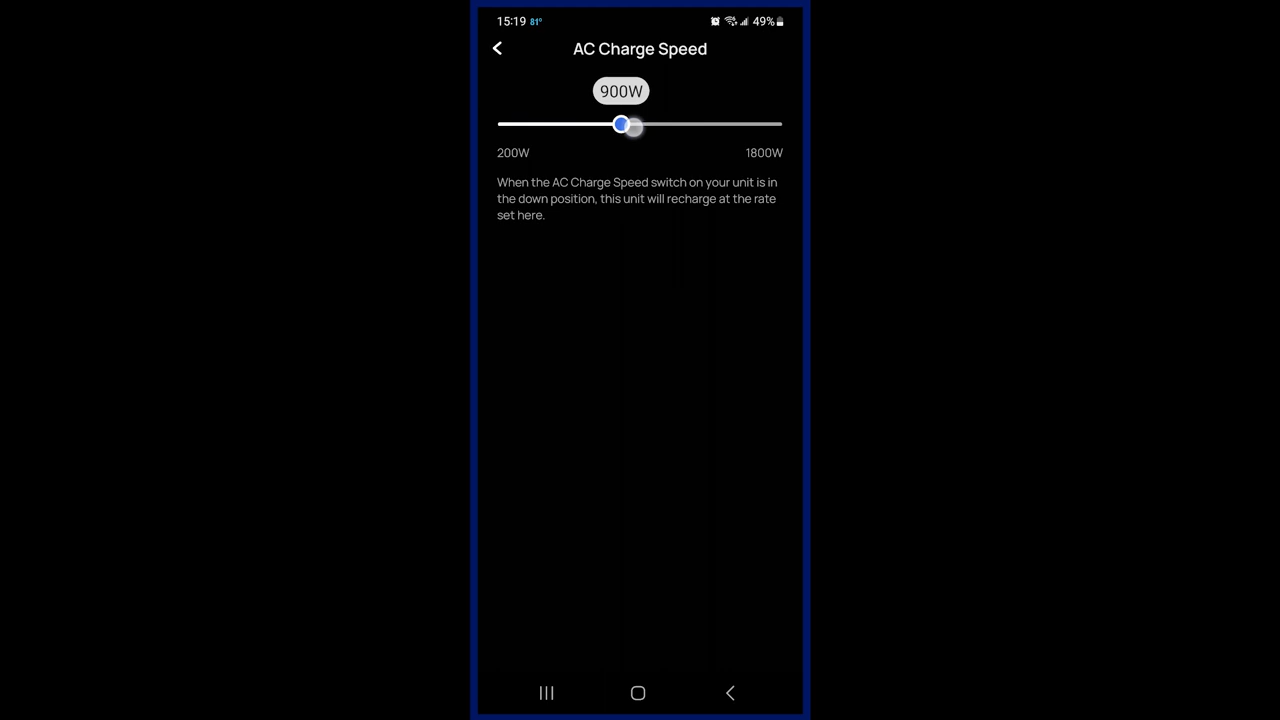 15:19 81° 49%
AC Charge Speed
900W
200W 1800W
When the AC Charge Speed switch on your unit is in
the down position, this unit will recharge at the rate
set here.